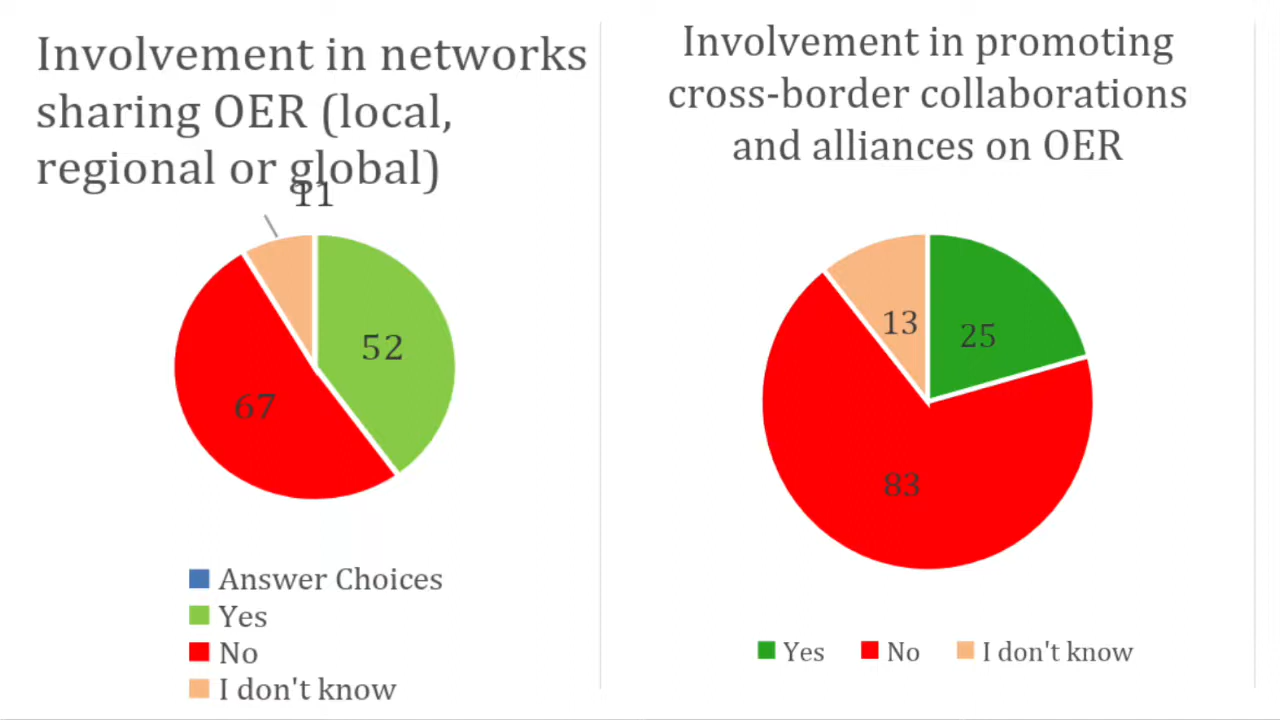 Involvement in networks
sharing OER (local,
regional or global)
11
52
67
Answer Choices
Yes
No
I don't know
Involvement in promoting
cross-border collaborations
and alliances on OER
13
25
83
Yes No I don't know